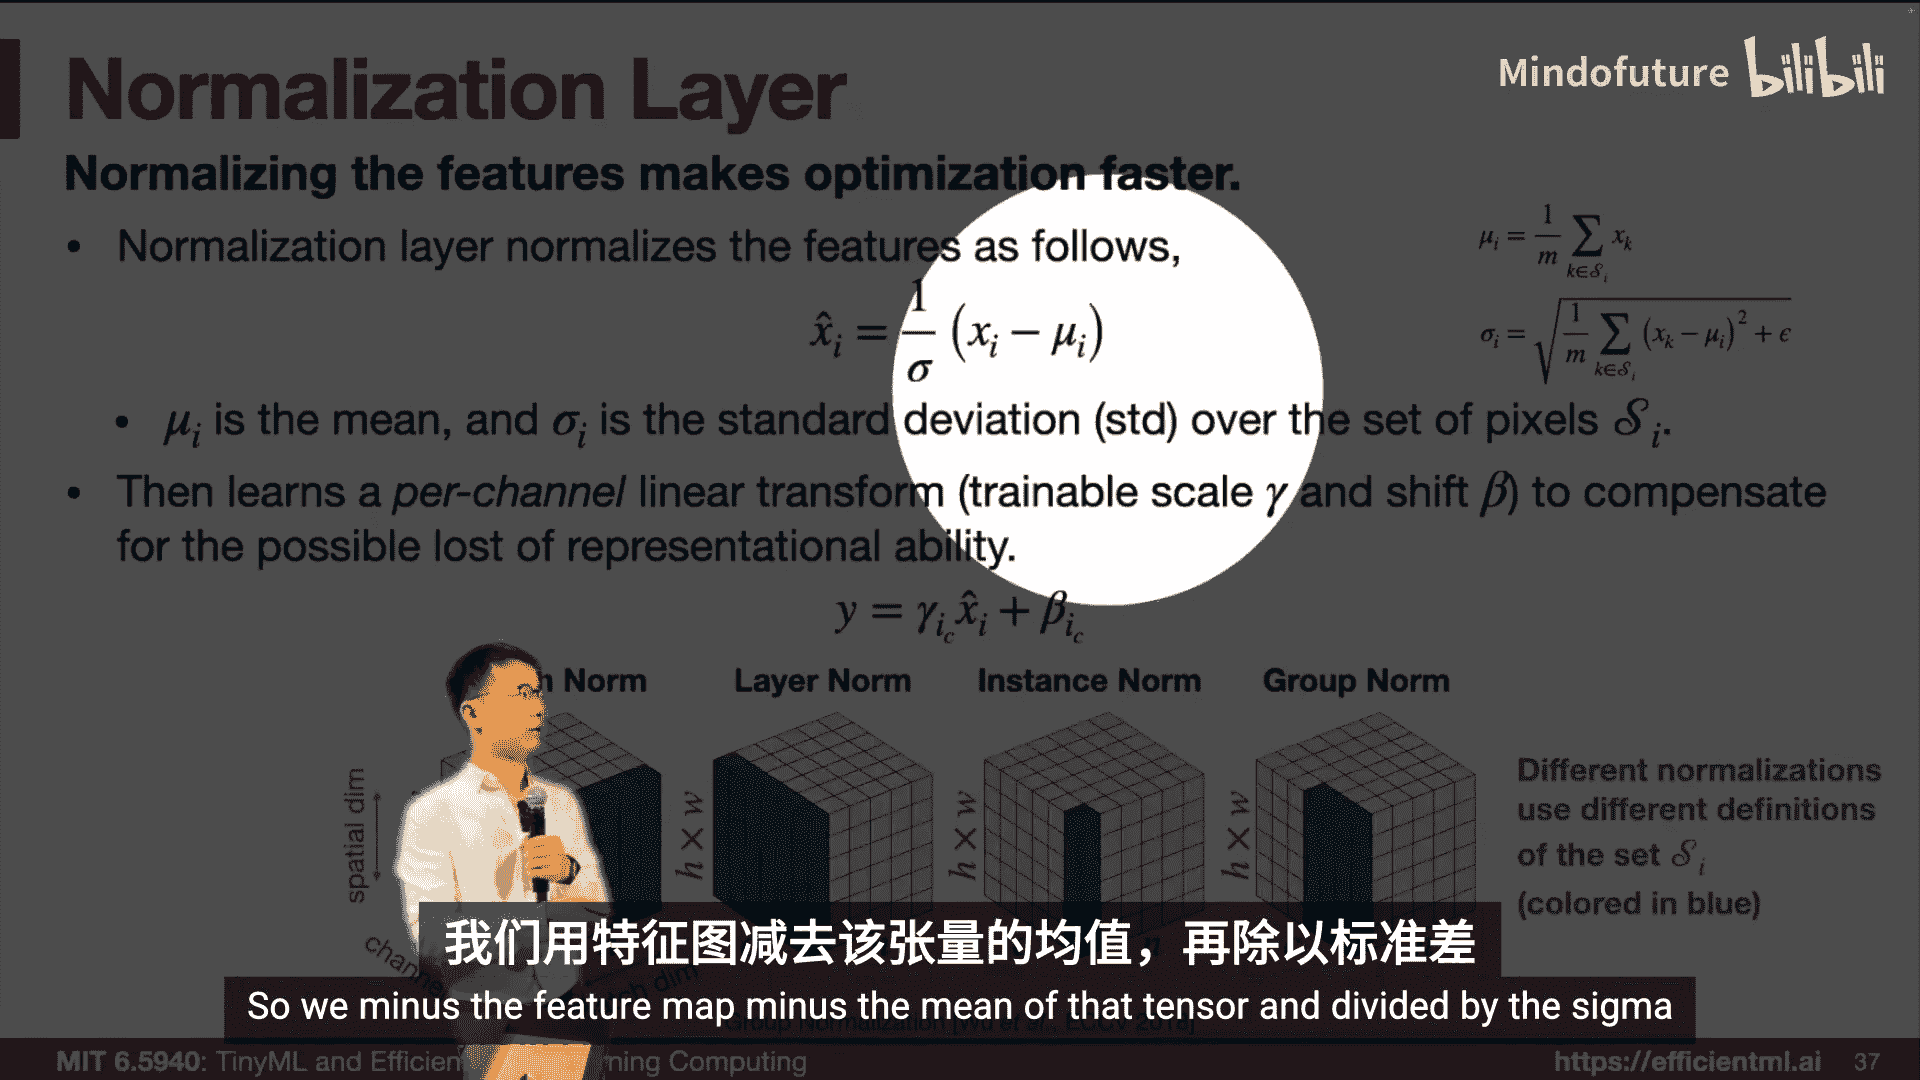 Normalization Layer
Mindofuture bilibili
Normalizing the features makes optimization faster.
• Normalization layer normalizes the features as follows,
x̂ᵢ = 1/σ (xᵢ − μᵢ)
μᵢ = 1/m ∑_{k∈𝒮ᵢ} xₖ
σᵢ = √(1/m ∑_{k∈𝒮ᵢ} (xₖ − μᵢ)² + ϵ)
• μᵢ is the mean, and σᵢ is the standard deviation (std) over the set of pixels 𝒮ᵢ.
• Then learns a per-channel linear transform (trainable scale γ and shift β) to compensate
for the possible lost of representational ability.
y = γ_{i_c} x̂ᵢ + β_{i_c}
Norm
Layer Norm
Instance Norm
Group Norm
spatial dim
h × w
h × w
h × w
Different normalizations
use different definitions
of the set 𝒮ᵢ
(colored in blue)
我们用特征图减去该张量的均值，再除以标准差
So we minus the feature map minus the mean of that tensor and divided by the sigma
MIT 6.5940: TinyML and Efficien ning Computing
https://efficientml.ai
37